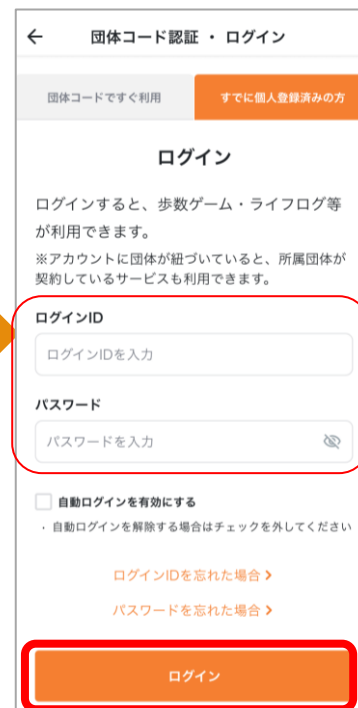 ← 団体コード認証 ・ ログイン
団体コードですぐ利用 すでに個人登録済みの方
ログイン
ログインすると、歩数ゲーム・ライフログ等
が利用できます。
※アカウントに団体が紐づいていると、所属団体が
契約しているサービスも利用できます。
ログインID
ログインIDを入力
パスワード
パスワードを入力
自動ログインを有効にする
・ 自動ログインを解除する場合はチェックを外してください
ログインIDを忘れた場合 >
パスワードを忘れた場合 >
ログイン